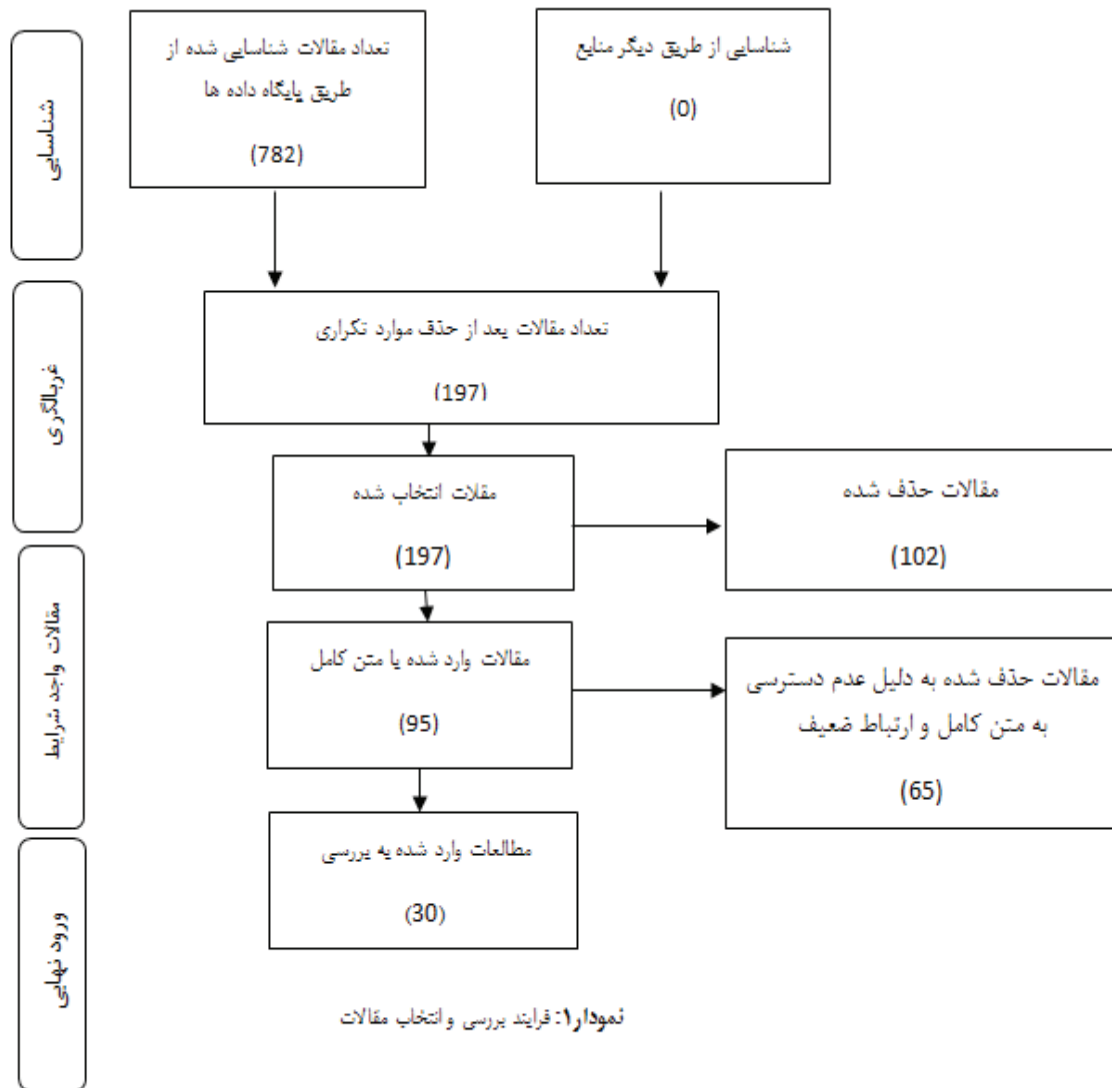 شناسایی
تعداد مقالات شناسایی شده از
طریق پایگاه داده ها
(782)
شناسایی از طریق دیگر منابع
(0)
غربالگری
تعداد مقالات بعد از حذف موارد تکراری
(197)
مقلات انتخاب شده
(197)
مقالات حذف شده
(102)
مقالات واجد شرایط
مقالات وارد شده با متن کامل
(95)
مقالات حذف شده به دلیل عدم دسترسی
به متن کامل و ارتباط ضعیف
(65)
ورود نهایی
مطالعات وارد شده به بررسی
(30)
نمودار۱: فرایند بررسی و انتخاب مقالات